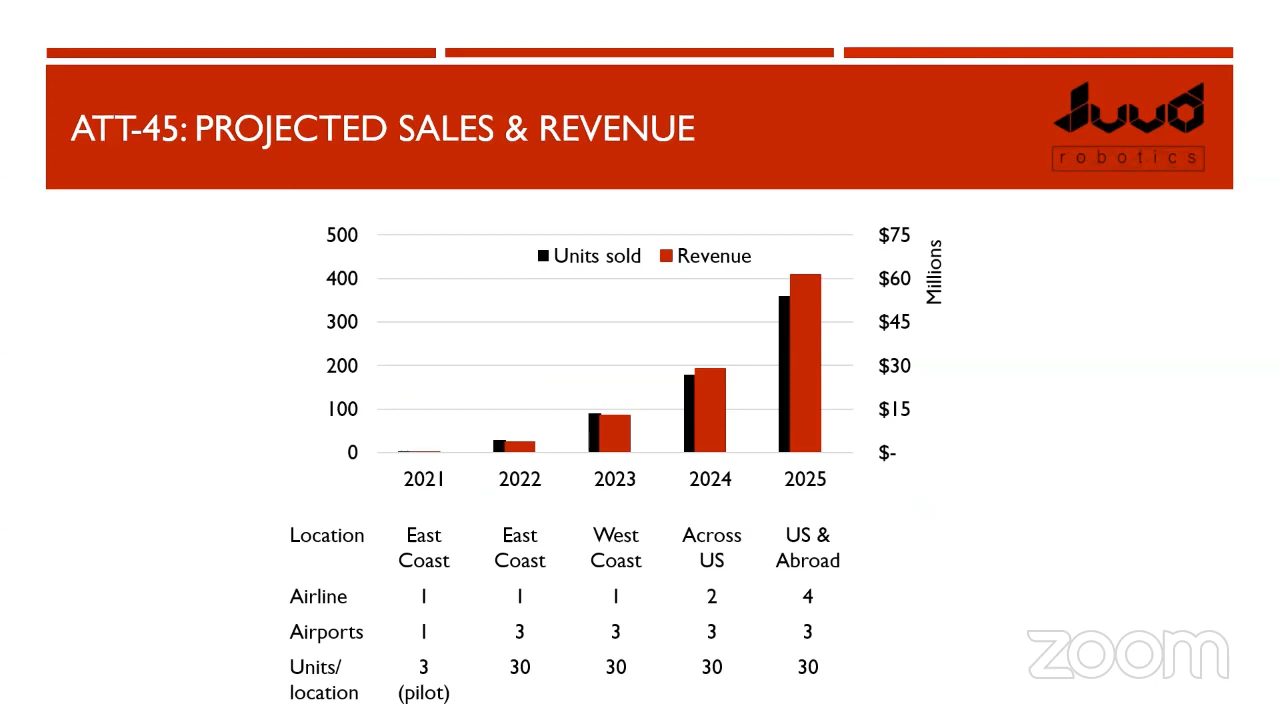 ATT-45: PROJECTED SALES & REVENUE
Juud
robotics
500 $75
Units sold Revenue
400 $60
300 $45
200 $30
100 $15
0 $-
Millions
2021 2022 2023 2024 2025
Location East East West Across US &
Coast Coast Coast US Abroad
Airline 1 1 1 2 4
Airports 1 3 3 3 3
Units/ 3 30 30 30 30
location (pilot)
zoom